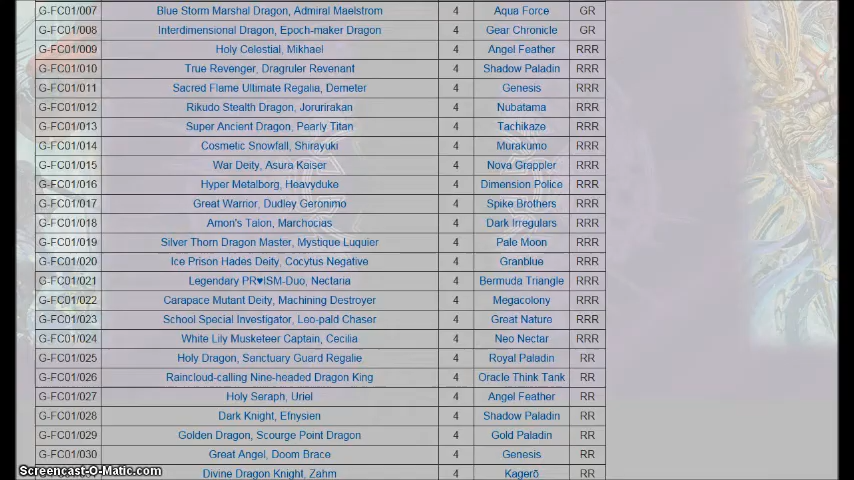 G-FC01/007 Blue Storm Marshal Dragon, Admiral Maelstrom 4 Aqua Force GR
G-FC01/008 Interdimensional Dragon, Epoch-maker Dragon 4 Gear Chronicle GR
G-FC01/009 Holy Celestial, Mikhael 4 Angel Feather RRR
G-FC01/010 True Revenger, Dragruler Revenant 4 Shadow Paladin RRR
G-FC01/011 Sacred Flame Ultimate Regalia, Demeter 4 Genesis RRR
G-FC01/012 Rikudo Stealth Dragon, Jorurirakan 4 Nubatama RRR
G-FC01/013 Super Ancient Dragon, Pearly Titan 4 Tachikaze RRR
G-FC01/014 Cosmetic Snowfall, Shirayuki 4 Murakumo RRR
G-FC01/015 War Deity, Asura Kaiser 4 Nova Grappler RRR
G-FC01/016 Hyper Metalborg, Heavyduke 4 Dimension Police RRR
G-FC01/017 Great Warrior, Dudley Geronimo 4 Spike Brothers RRR
G-FC01/018 Amon's Talon, Marchocias 4 Dark Irregulars RRR
G-FC01/019 Silver Thorn Dragon Master, Mystique Luquier 4 Pale Moon RRR
G-FC01/020 Ice Prison Hades Deity, Cocytus Negative 4 Granblue RRR
G-FC01/021 Legendary PR♥ISM-Duo, Nectaria 4 Bermuda Triangle RRR
G-FC01/022 Carapace Mutant Deity, Machining Destroyer 4 Megacolony RRR
G-FC01/023 School Special Investigator, Leo-pald Chaser 4 Great Nature RRR
G-FC01/024 White Lily Musketeer Captain, Cecilia 4 Neo Nectar RRR
G-FC01/025 Holy Dragon, Sanctuary Guard Regalie 4 Royal Paladin RR
G-FC01/026 Raincloud-calling Nine-headed Dragon King 4 Oracle Think Tank RR
G-FC01/027 Holy Seraph, Uriel 4 Angel Feather RR
G-FC01/028 Dark Knight, Efnysien 4 Shadow Paladin RR
G-FC01/029 Golden Dragon, Scourge Point Dragon 4 Gold Paladin RR
G-FC01/030 Great Angel, Doom Brace 4 Genesis RR
Divine Dragon Knight, Zahm 4 Kagerō RR
Screencast-O-Matic.com